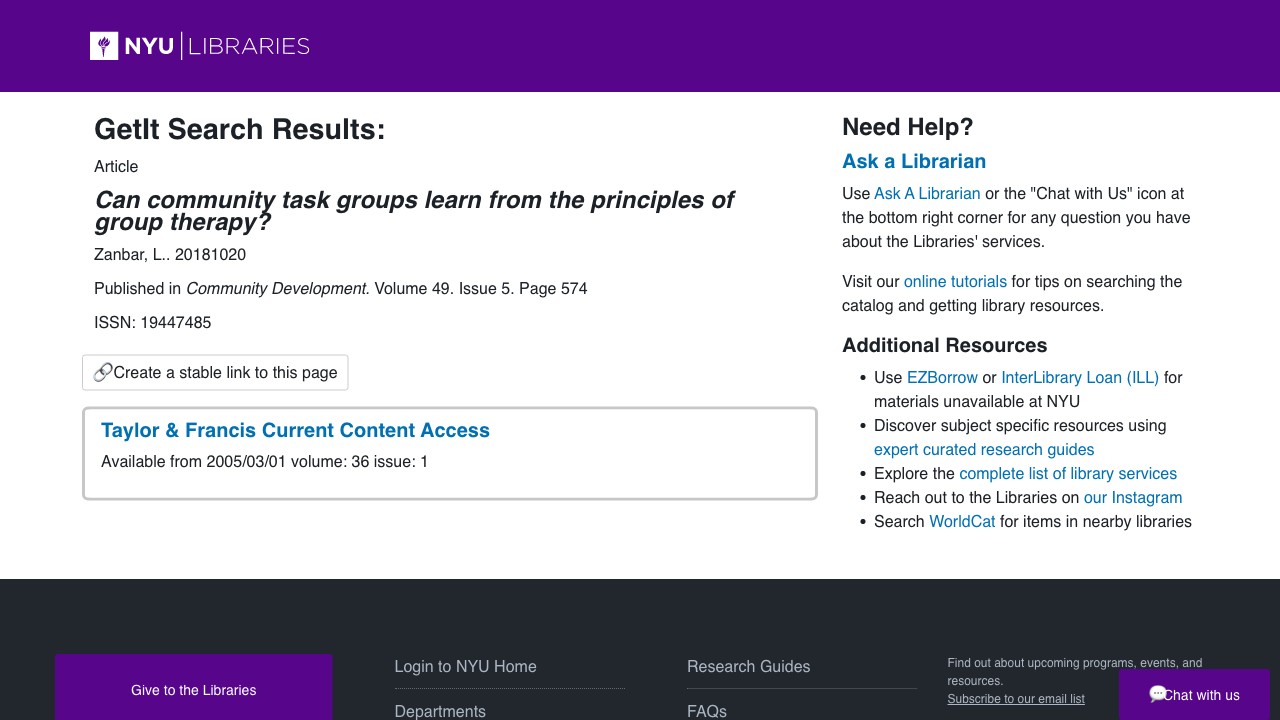 NYU LIBRARIES
GetIt Search Results:
Article
Can community task groups learn from the principles of
group therapy?
Zanbar, L.. 20181020
Published in Community Development. Volume 49. Issue 5. Page 574
ISSN: 19447485
Create a stable link to this page
Taylor & Francis Current Content Access
Available from 2005/03/01 volume: 36 issue: 1
Need Help?
Ask a Librarian
Use Ask A Librarian or the "Chat with Us" icon at
the bottom right corner for any question you have
about the Libraries' services.
Visit our online tutorials for tips on searching the
catalog and getting library resources.
Additional Resources
• Use EZBorrow or InterLibrary Loan (ILL) for
materials unavailable at NYU
• Discover subject specific resources using
expert curated research guides
• Explore the complete list of library services
• Reach out to the Libraries on our Instagram
• Search WorldCat for items in nearby libraries
Give to the Libraries
Login to NYU Home
Departments
Research Guides
FAQs
Find out about upcoming programs, events, and
resources.
Subscribe to our email list
Chat with us